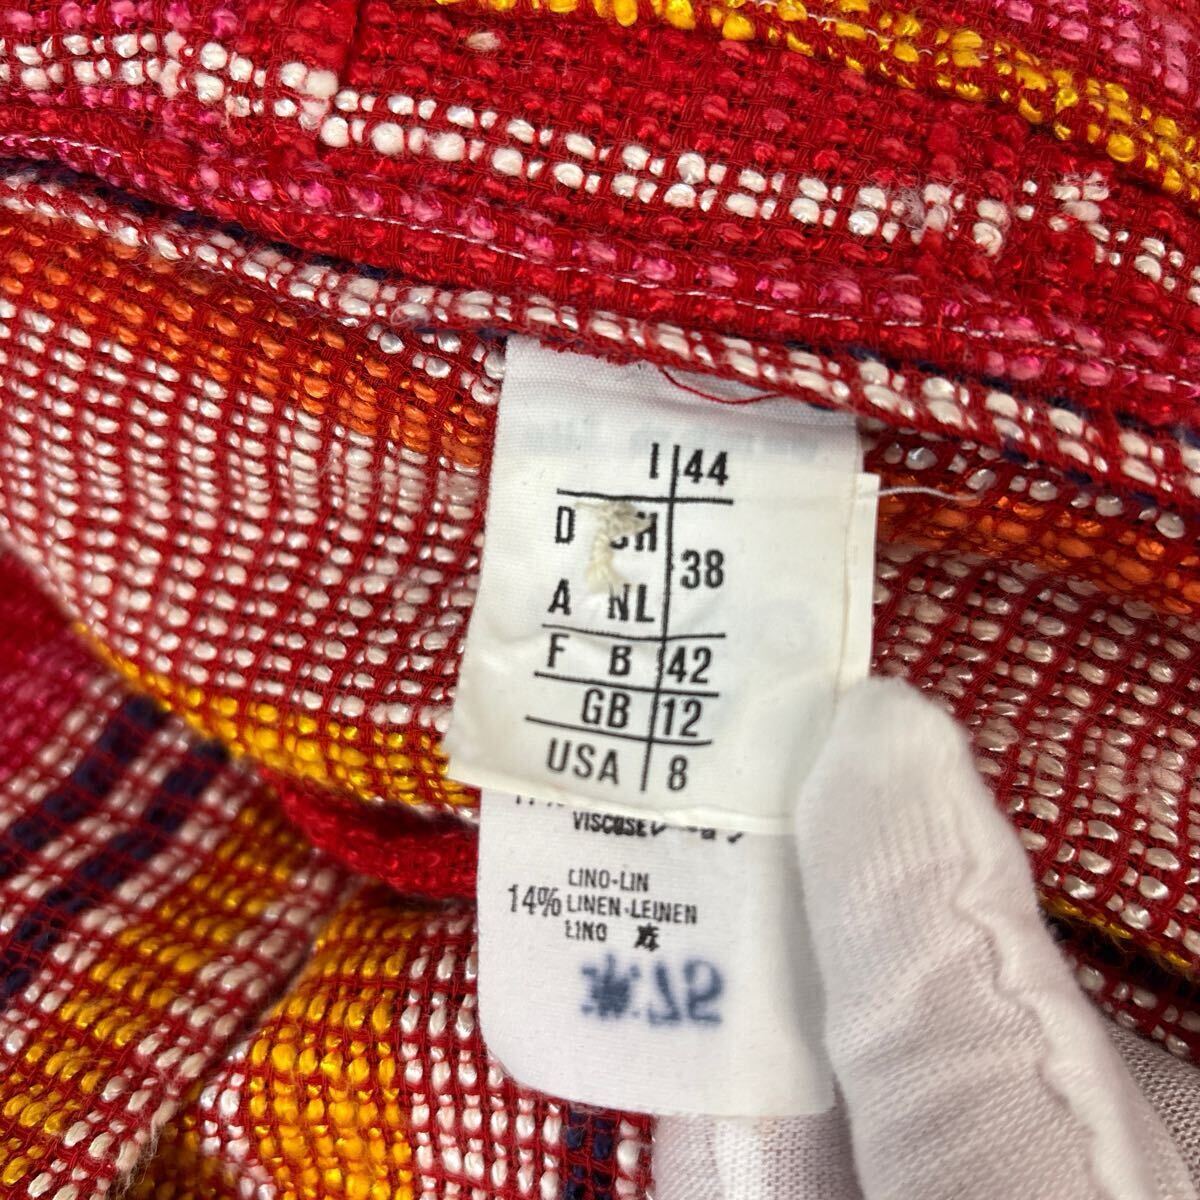 I 44
D CH
38
A NL
F B 42
GB 12
USA 8
VISCOSE
LINO-LIN
14% LINEN-LEINEN
LINO 麻